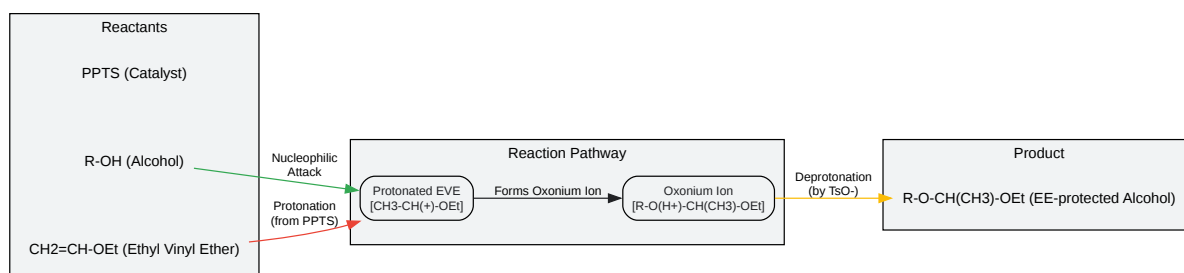 Reactants
PPTS (Catalyst)
R-OH (Alcohol)
CH2=CH-OEt (Ethyl Vinyl Ether)
Nucleophilic
Attack
Protonation
(from PPTS)
Reaction Pathway
Protonated EVE
[CH3-CH(+)-OEt]
Forms Oxonium Ion
Oxonium Ion
[R-O(H+)-CH(CH3)-OEt]
Deprotonation
(by TsO-)
Product
R-O-CH(CH3)-OEt (EE-protected Alcohol)